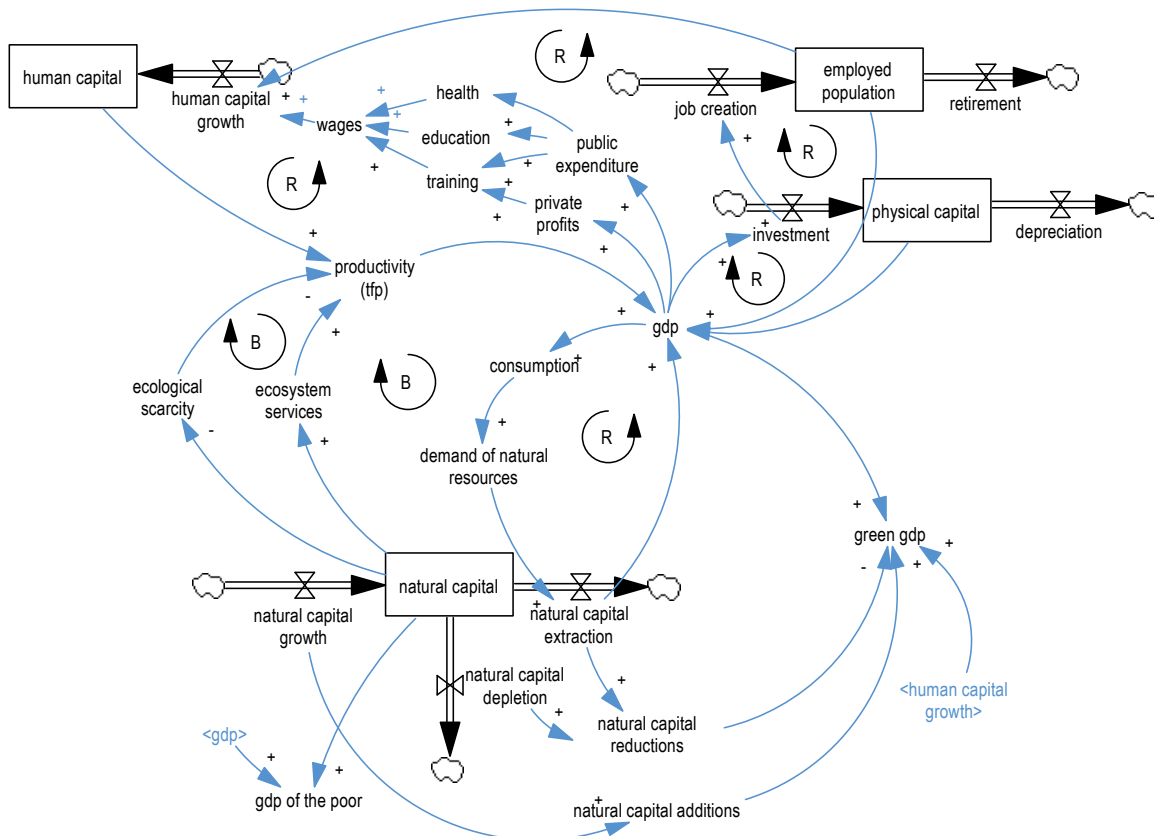 human capital
human capital
growth
+
+
+
health
wages
+
education
+
+
training
+
+
public
expenditure
private
profits
+
+
+
R
R
job creation
+
employed
population
retirement
R
physical capital
investment
+
+
depreciation
R
+
productivity
(tfp)
-
+
+
gdp
+
+
B
B
consumption
+
ecological
scarcity
-
ecosystem
services
+
+
demand of natural
resources
R
+
green gdp
+
-
+
natural capital
growth
natural capital
+
natural capital
extraction
natural capital
depletion
+
+
natural capital
reductions
<human capital
growth>
<gdp>
+
+
gdp of the poor
+
natural capital additions